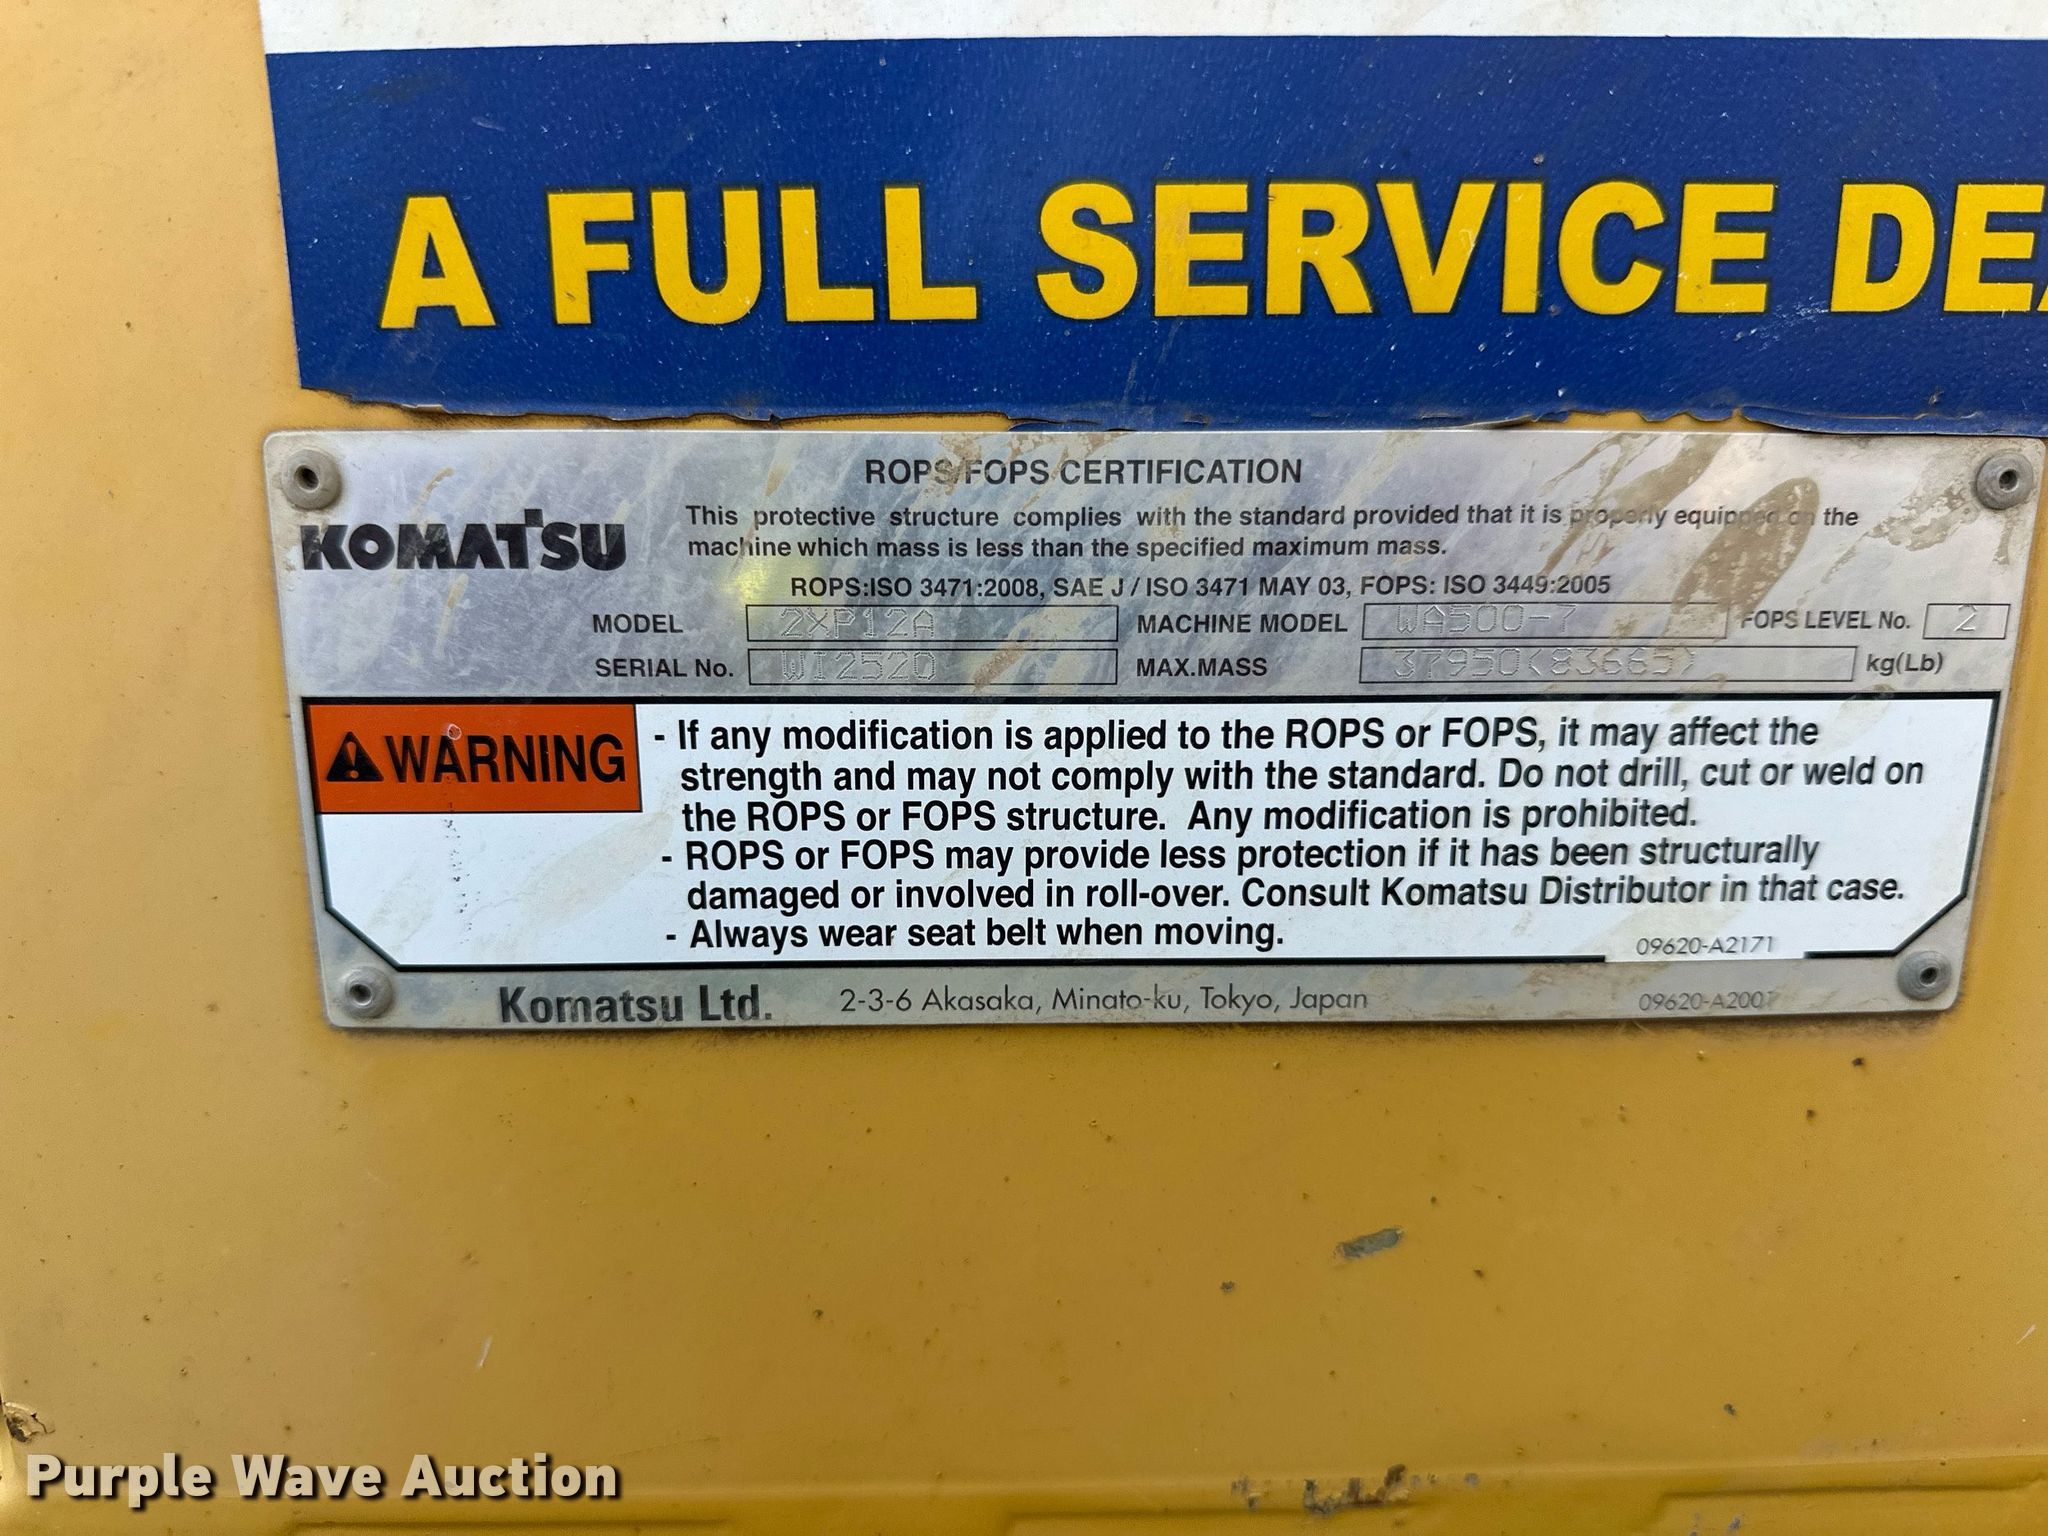 A FULL SERVICE DEA
ROPS/FOPS CERTIFICATION
KOMATSU
This protective structure complies with the standard provided that it is properly equipped on the
machine which mass is less than the specified maximum mass.
ROPS:ISO 3471:2008, SAE J / ISO 3471 MAY 03, FOPS: ISO 3449:2005
MODEL 2XP12A MACHINE MODEL WA500-7 FOPS LEVEL No. 2
SERIAL No. WI2520 MAX.MASS 37950(83665) kg(Lb)
WARNING
- If any modification is applied to the ROPS or FOPS, it may affect the
strength and may not comply with the standard. Do not drill, cut or weld on
the ROPS or FOPS structure. Any modification is prohibited.
- ROPS or FOPS may provide less protection if it has been structurally
damaged or involved in roll-over. Consult Komatsu Distributor in that case.
- Always wear seat belt when moving.
09620-A2171
Komatsu Ltd. 2-3-6 Akasaka, Minato-ku, Tokyo, Japan
Purple Wave Auction